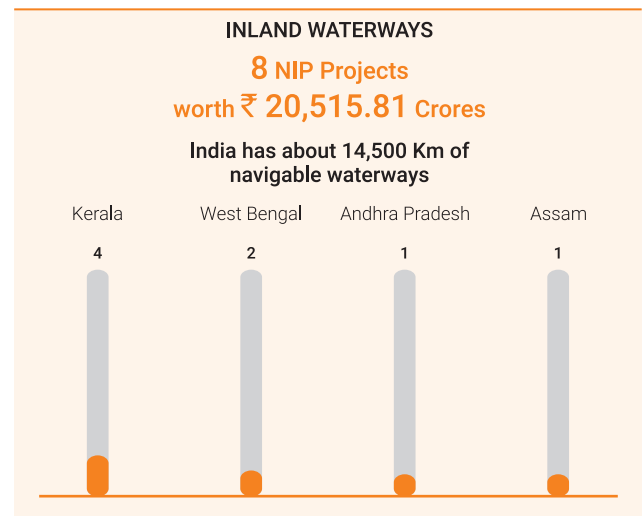 INLAND WATERWAYS
8 NIP Projects
worth ₹ 20,515.81 Crores
India has about 14,500 Km of
navigable waterways
Kerala West Bengal Andhra Pradesh Assam
4 2 1 1